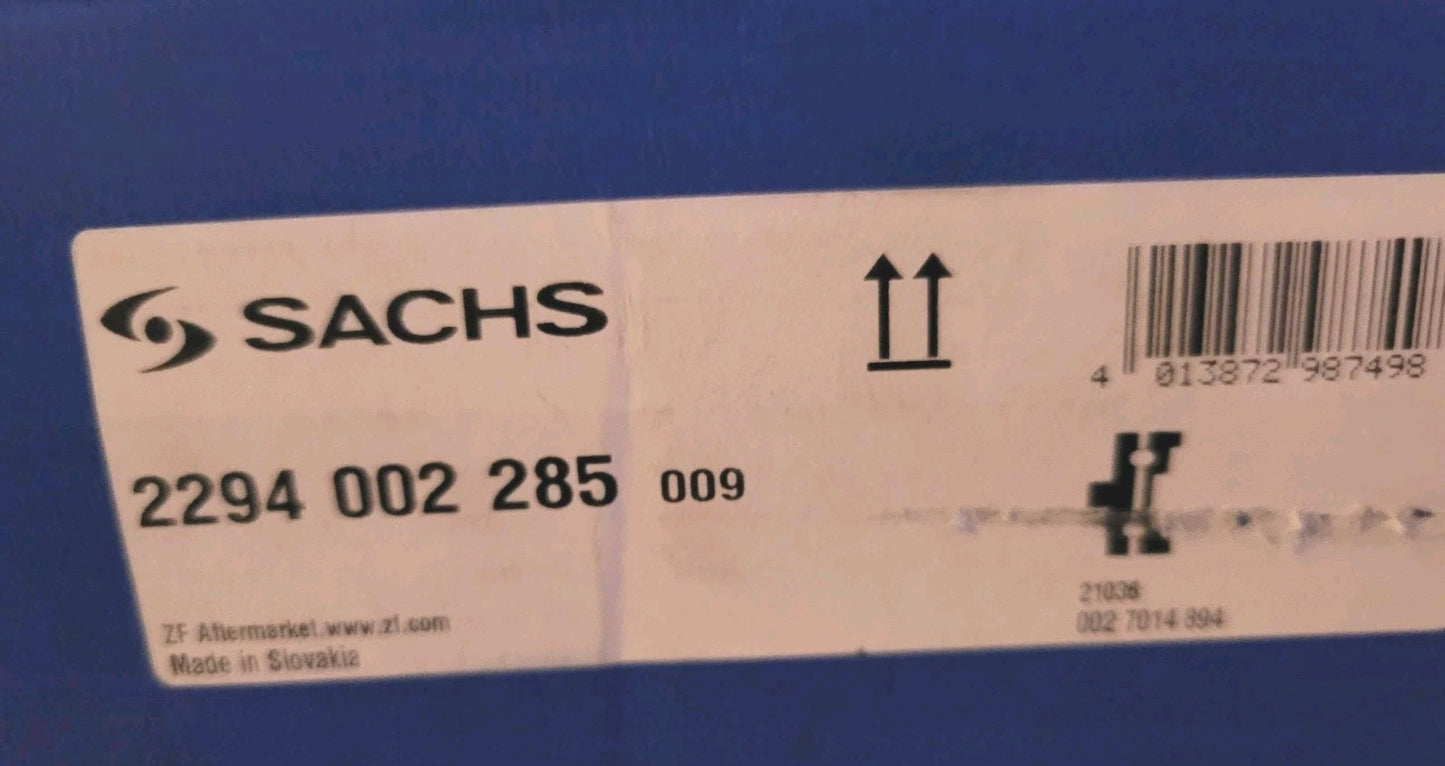 SACHS
4 013872 987498
2294 002 285 009
21036
002 7014 894
ZF Aftermarket.www.zf.com
Made in Slovakia